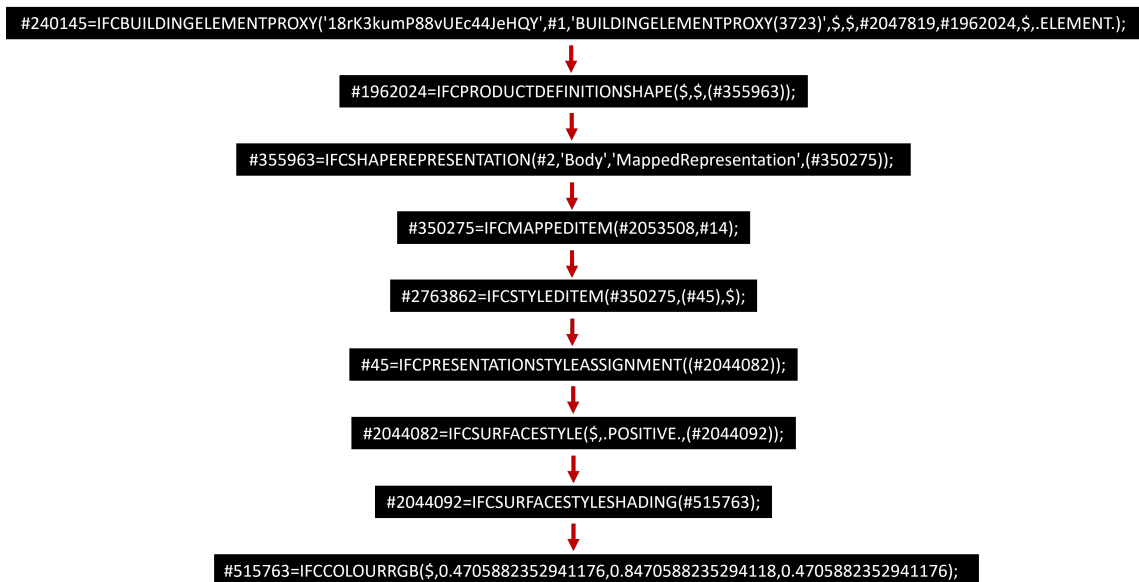 #240145=IFCBUILDINGELEMENTPROXY('18rK3kumP88vUEc44JeHQY',#1,'BUILDINGELEMENTPROXY(3723)',$,$,#2047819,#1962024,$,.ELEMENT.);
#1962024=IFCPRODUCTDEFINITIONSHAPE($,$,(#355963));
#355963=IFCSHAPEREPRESENTATION(#2,'Body','MappedRepresentation',(#350275));
#350275=IFCMAPPEDITEM(#2053508,#14);
#2763862=IFCSTYLEDITEM(#350275,(#45),$);
#45=IFCPRESENTATIONSTYLEASSIGNMENT((#2044082));
#2044082=IFCSURFACESTYLE($,.POSITIVE.,(#2044092));
#2044092=IFCSURFACESTYLESHADING(#515763);
#515763=IFCCOLOURRGB($,0.4705882352941176,0.8470588235294118,0.4705882352941176);